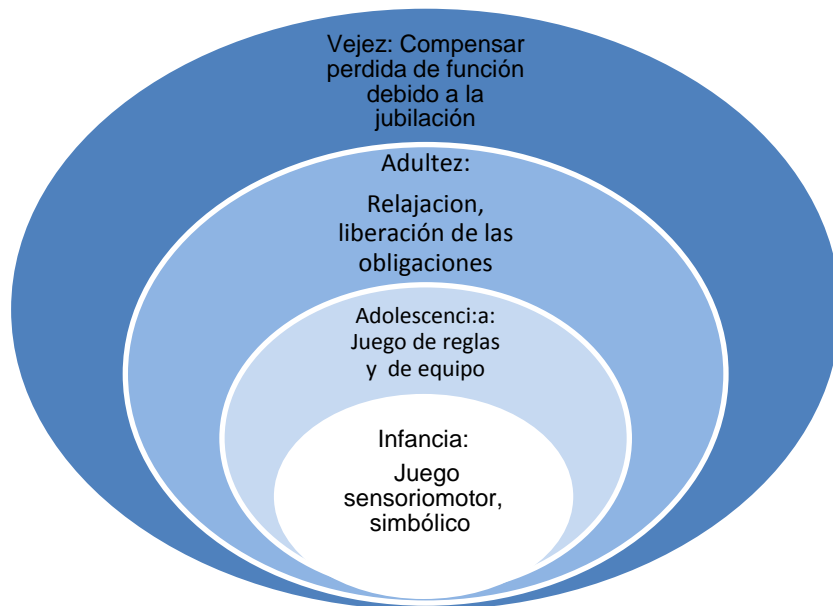 Vejez: Compensar
perdida de función
debido a la
jubilación
Adultez:
Relajacion,
liberación de las
obligaciones
Adolescenci:a:
Juego de reglas
y de equipo
Infancia:
Juego
sensoriomotor,
simbólico